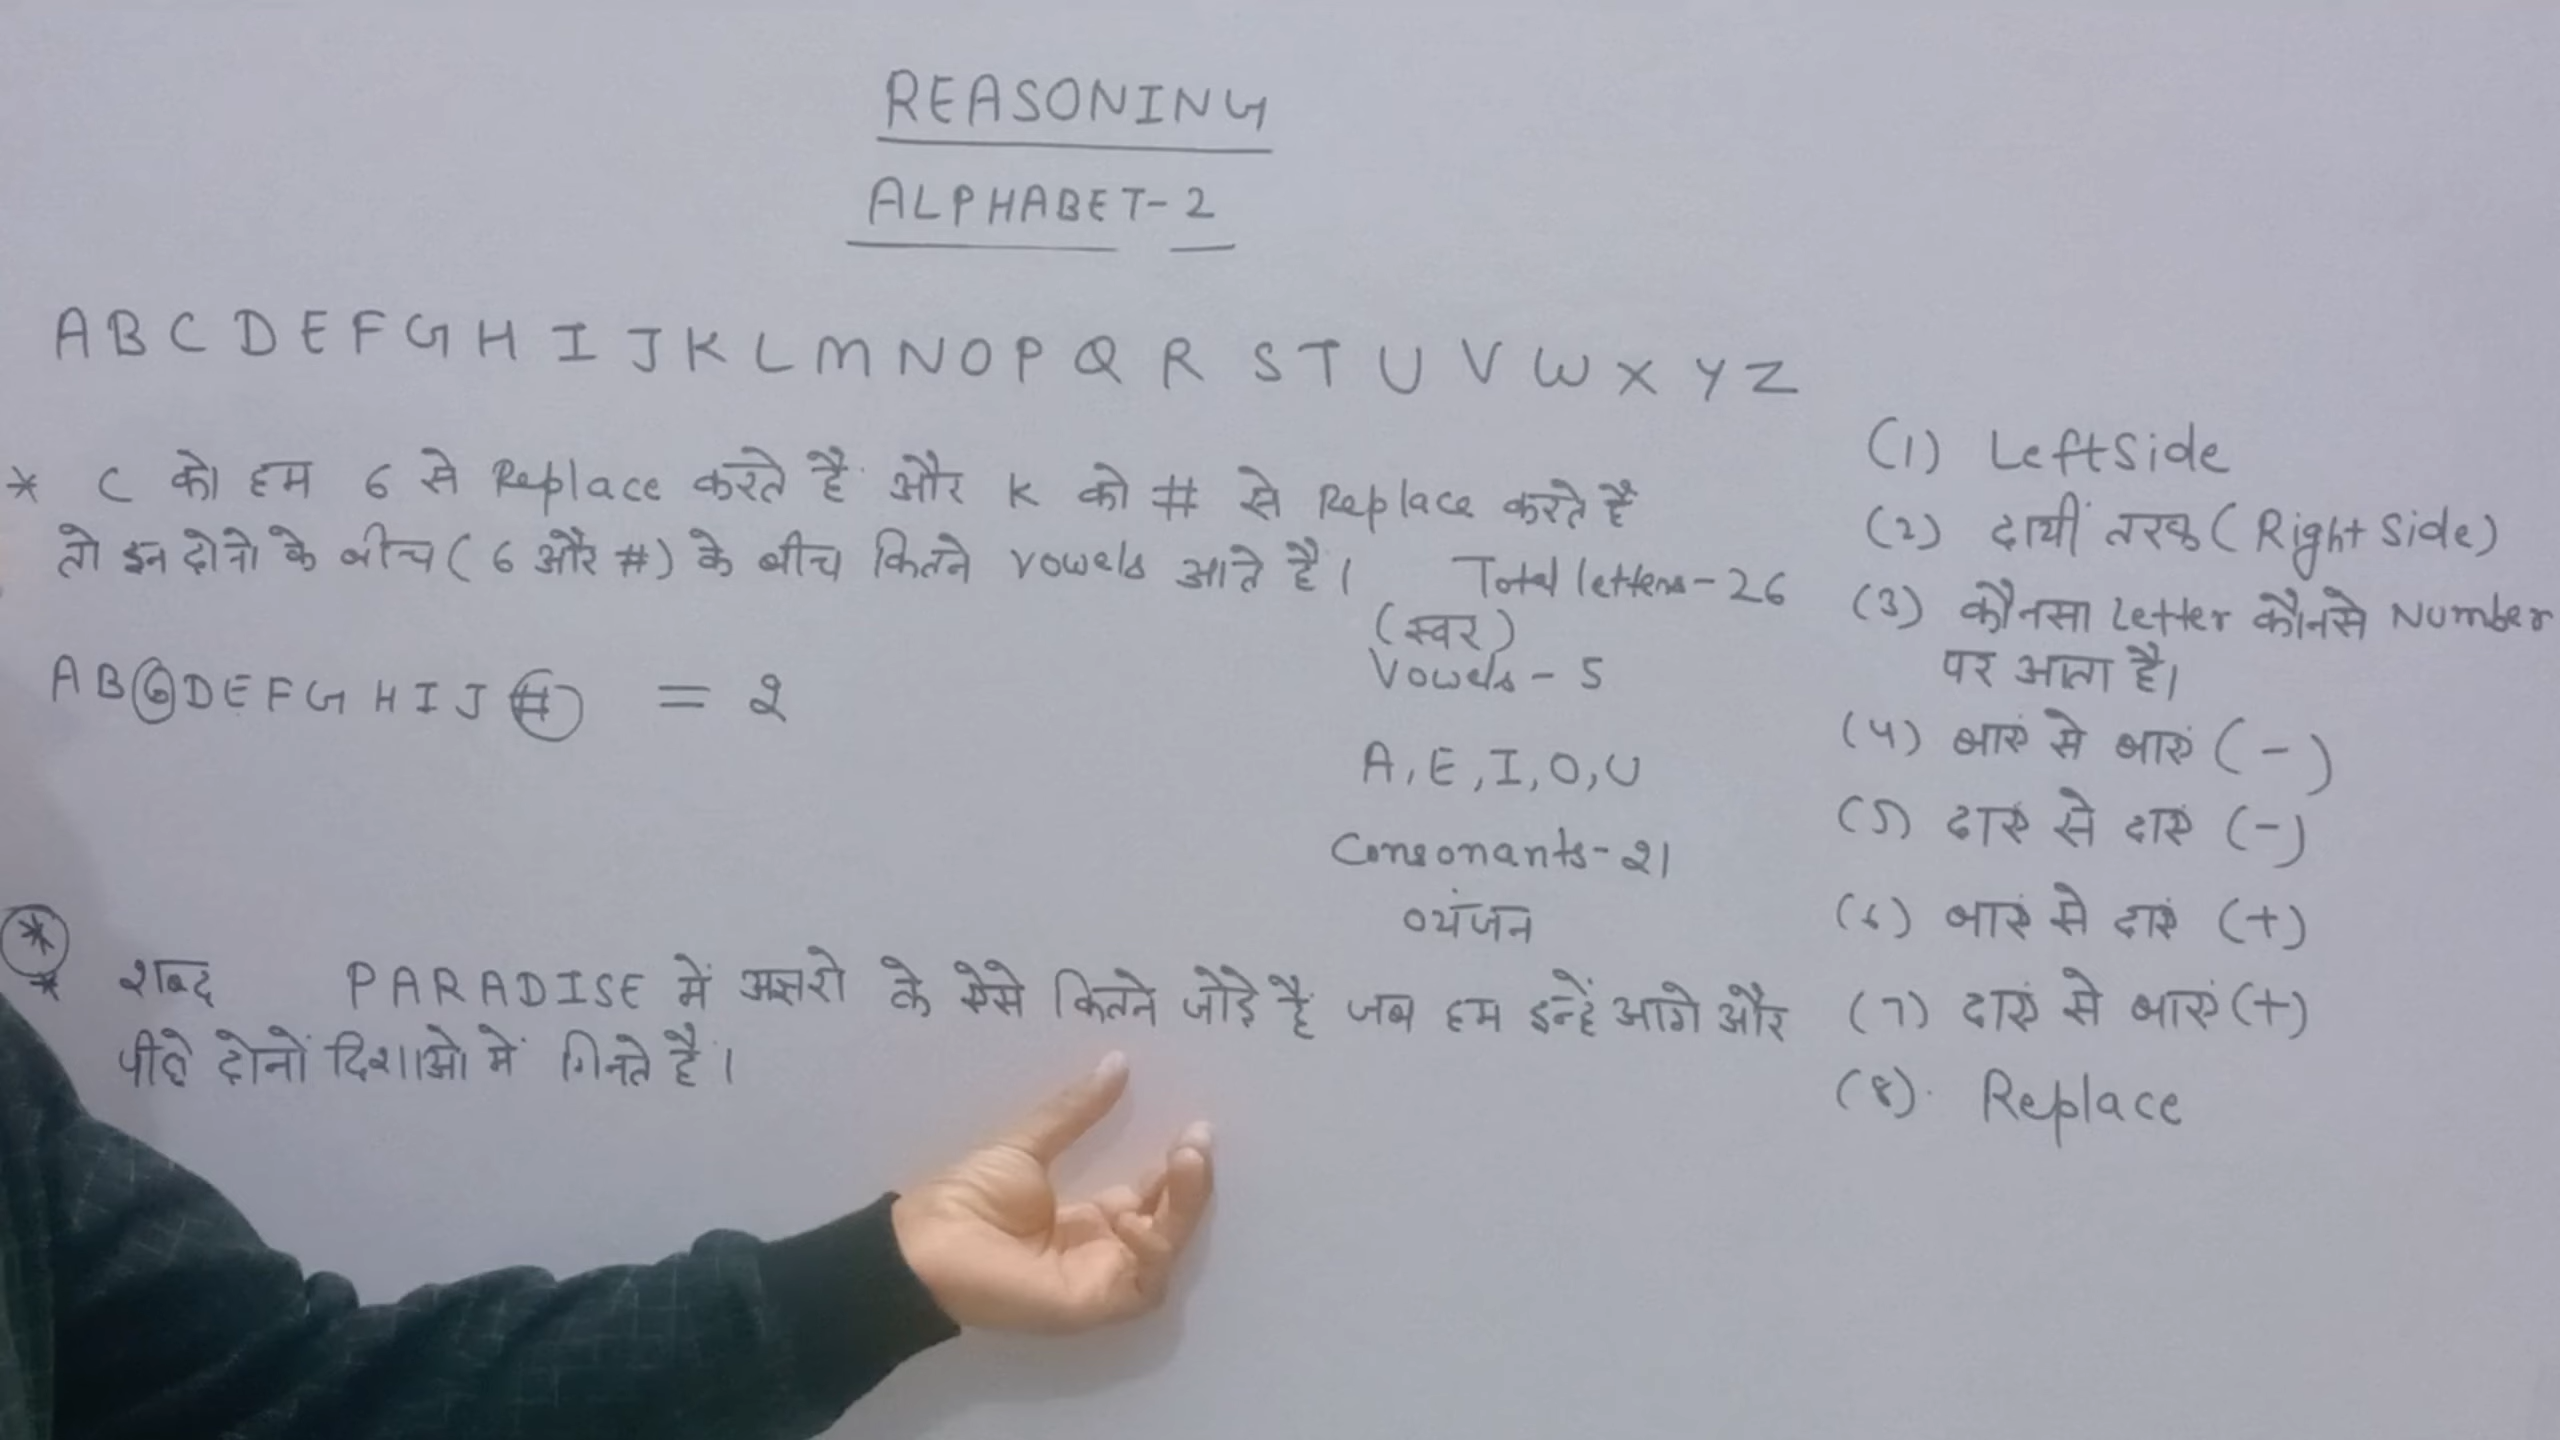 REASONING
ALPHABET-2
A B C D E F G H I J K L M N O P Q R S T U V W X Y Z
* C को हम 6 से Replace करते है और K को # से Replace करते है
तो इन दोनो के बीच ( 6 और #) के बीच कितने vowels आते है।
A B 6 D E F G H I J # = 2
Total letters-26
(स्वर)
Vowels-5
A, E, I, O, U
Consonants-21
व्यंजन
(1) Leftside
(2) दायीं तरफ (Right Side)
(3) कौनसा letter कौनसे Number
पर आता है।
(4) बाएं से बाएं (-)
(5) दाएं से दाएं (-)
(6) बाएं से दाएं (+)
(7) दाएं से बाएं (+)
(8). Replace
*
* शब्द PARADISE में अक्षरो के ऐसे कितने जोड़े है जब हम इन्हें आगे और
पीछे दोनों दिशाओ में गिनते है।